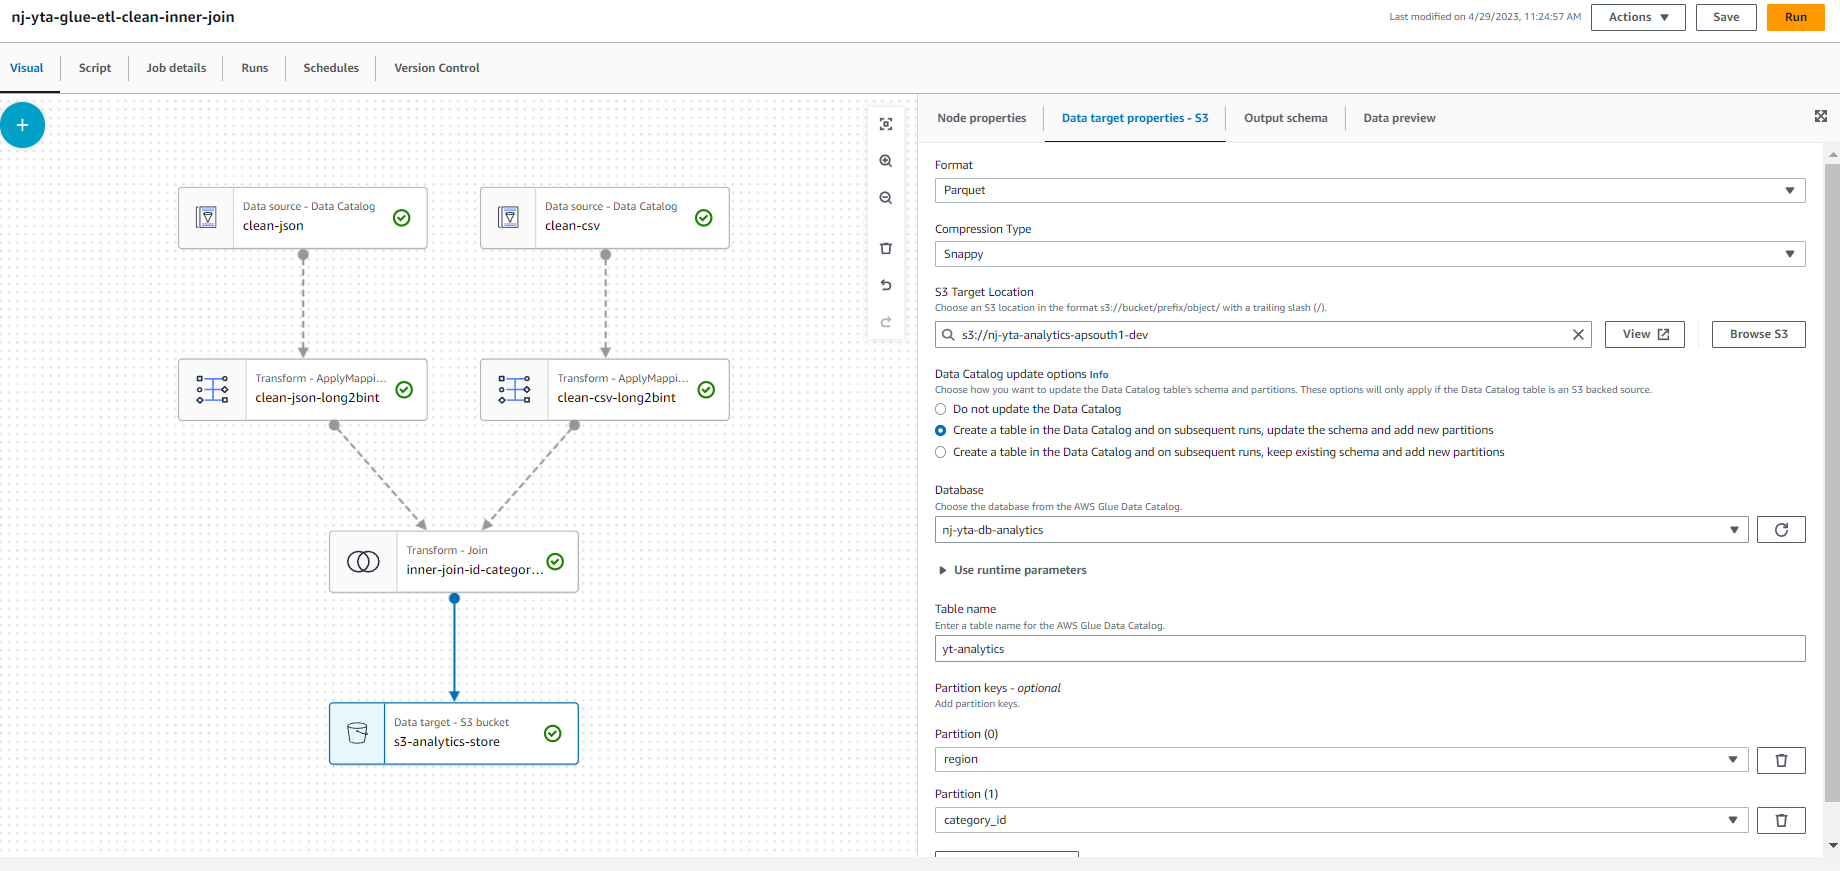 nj-yta-glue-etl-clean-inner-join
Last modified on 4/29/2023, 11:24:57 AM
Actions
Save
Run
Visual
Script
Job details
Runs
Schedules
Version Control
Data source - Data Catalog
clean-json
Data source - Data Catalog
clean-csv
Transform - ApplyMappi...
clean-json-long2bint
Transform - ApplyMappi...
clean-csv-long2bint
Transform - Join
inner-join-id-categor...
Data target - S3 bucket
s3-analytics-store
Node properties
Data target properties - S3
Output schema
Data preview
Format
Parquet
Compression Type
Snappy
S3 Target Location
Choose an S3 location in the format s3://bucket/prefix/object/ with a trailing slash (/).
s3://nj-yta-analytics-apsouth1-dev
View
Browse S3
Data Catalog update options Info
Choose how you want to update the Data Catalog table's schema and partitions. These options will only apply if the Data Catalog table is an S3 backed source.
Do not update the Data Catalog
Create a table in the Data Catalog and on subsequent runs, update the schema and add new partitions
Create a table in the Data Catalog and on subsequent runs, keep existing schema and add new partitions
Database
Choose the database from the AWS Glue Data Catalog.
nj-yta-db-analytics
Use runtime parameters
Table name
Enter a table name for the AWS Glue Data Catalog.
yt-analytics
Partition keys - optional
Add partition keys.
Partition (0)
region
Partition (1)
category_id